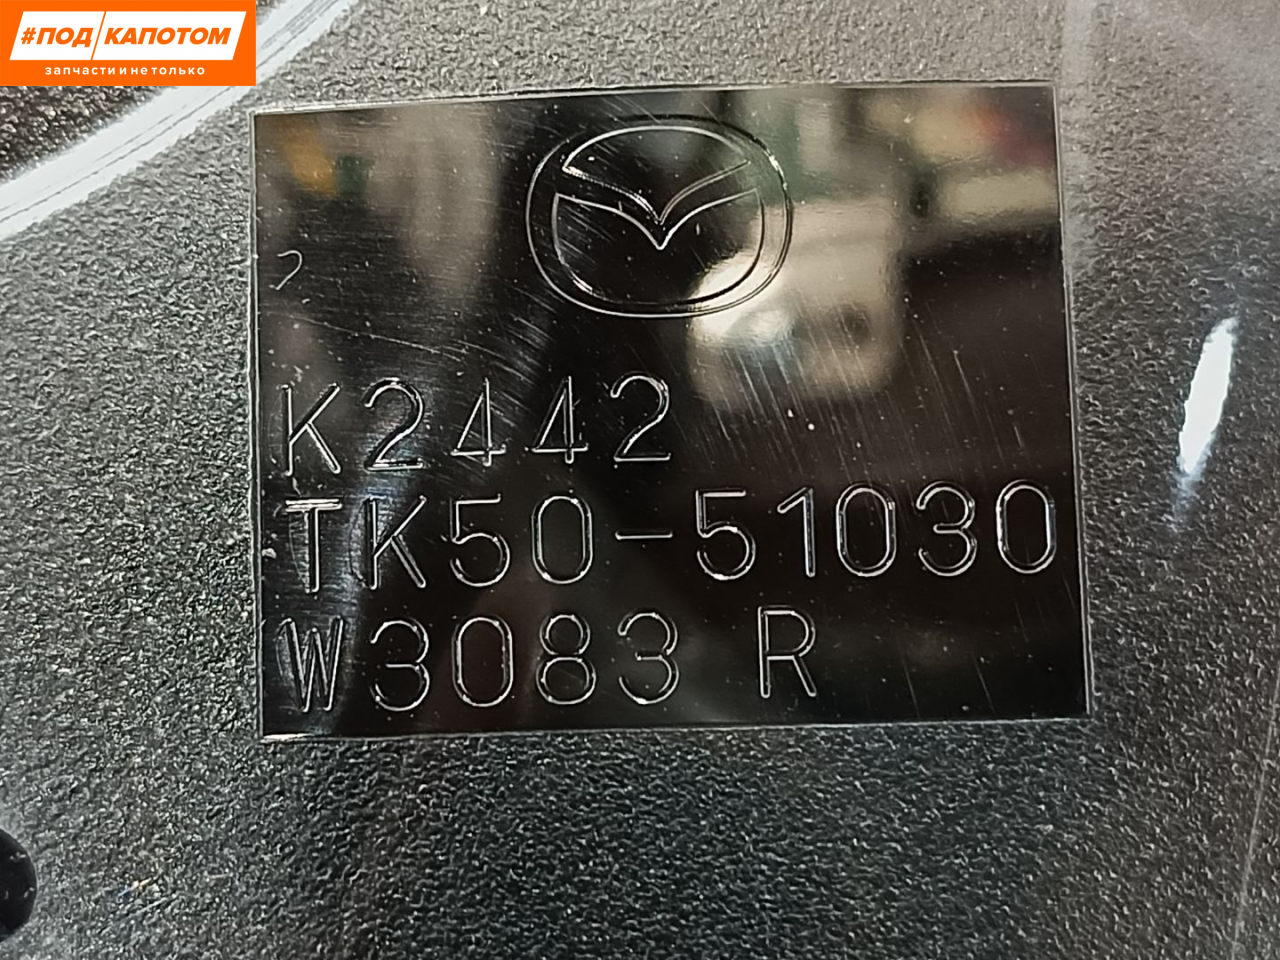 #ПОД КАПОТОМ
запчасти и не только
K2442
TK50-51030
W3083 R